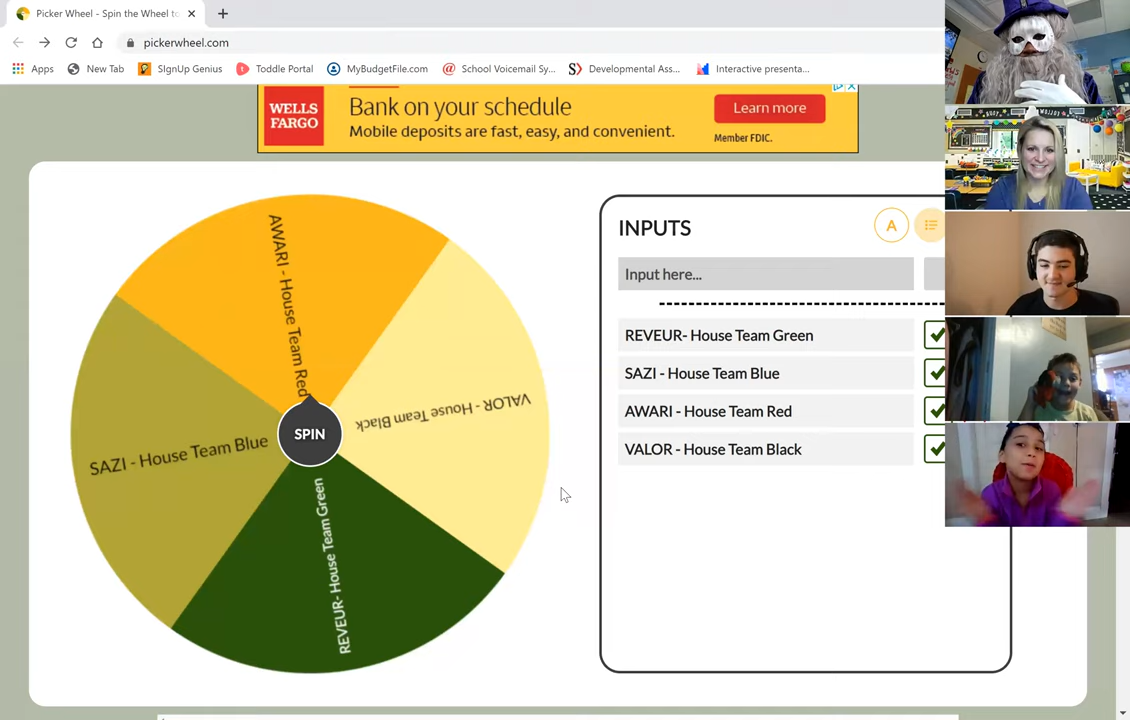 Picker Wheel - Spin the Wheel to
pickerwheel.com
Apps
New Tab
SIgnUp Genius
Toddle Portal
MyBudgetFile.com
School Voicemail Sy...
Developmental Ass...
Interactive presenta...
WELLS
FARGO
Bank on your schedule
Mobile deposits are fast, easy, and convenient.
Learn more
Member FDIC.
AWARI - House Team Red
VALOR - House Team Black
SAZI - House Team Blue
REVEUR- House Team Green
SPIN
INPUTS
A
Input here...
REVEUR- House Team Green
SAZI - House Team Blue
AWARI - House Team Red
VALOR - House Team Black